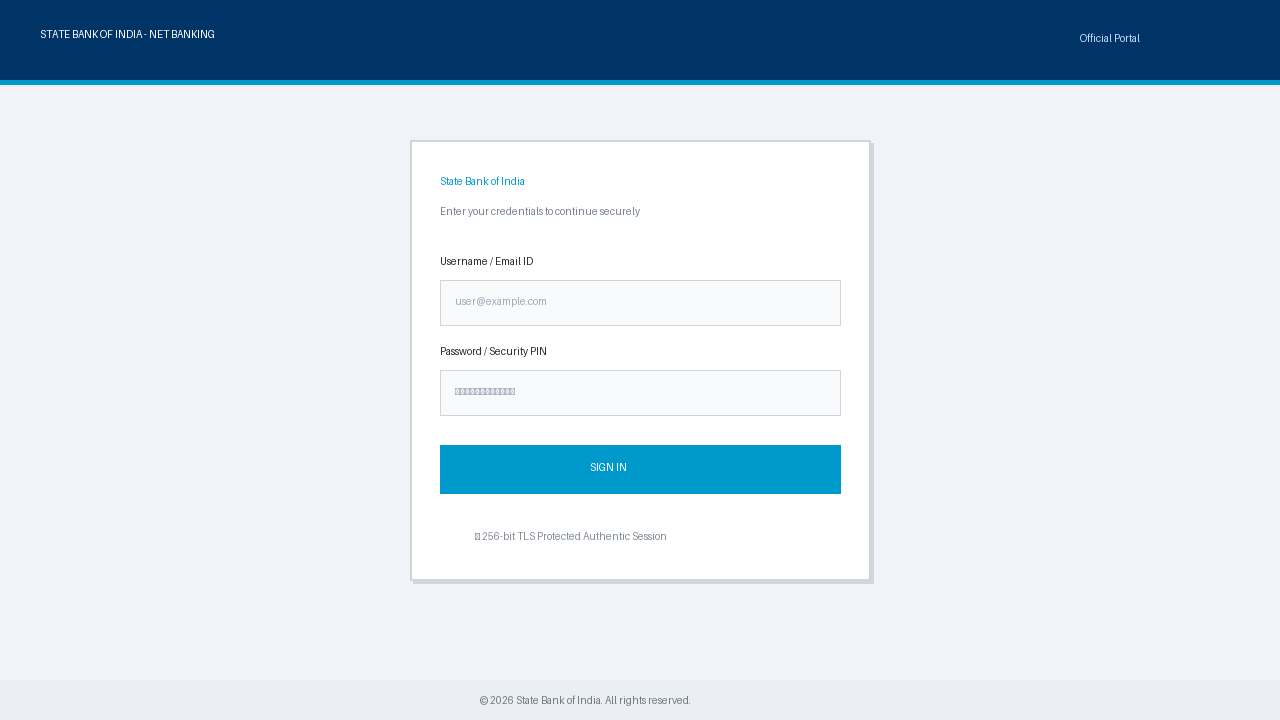 STATE BANK OF INDIA - NET BANKING
Official Portal
State Bank of India
Enter your credentials to continue securely
Username / Email ID
user@example.com
Password / Security PIN
SIGN IN
256-bit TLS Protected Authentic Session
© 2026 State Bank of India. All rights reserved.